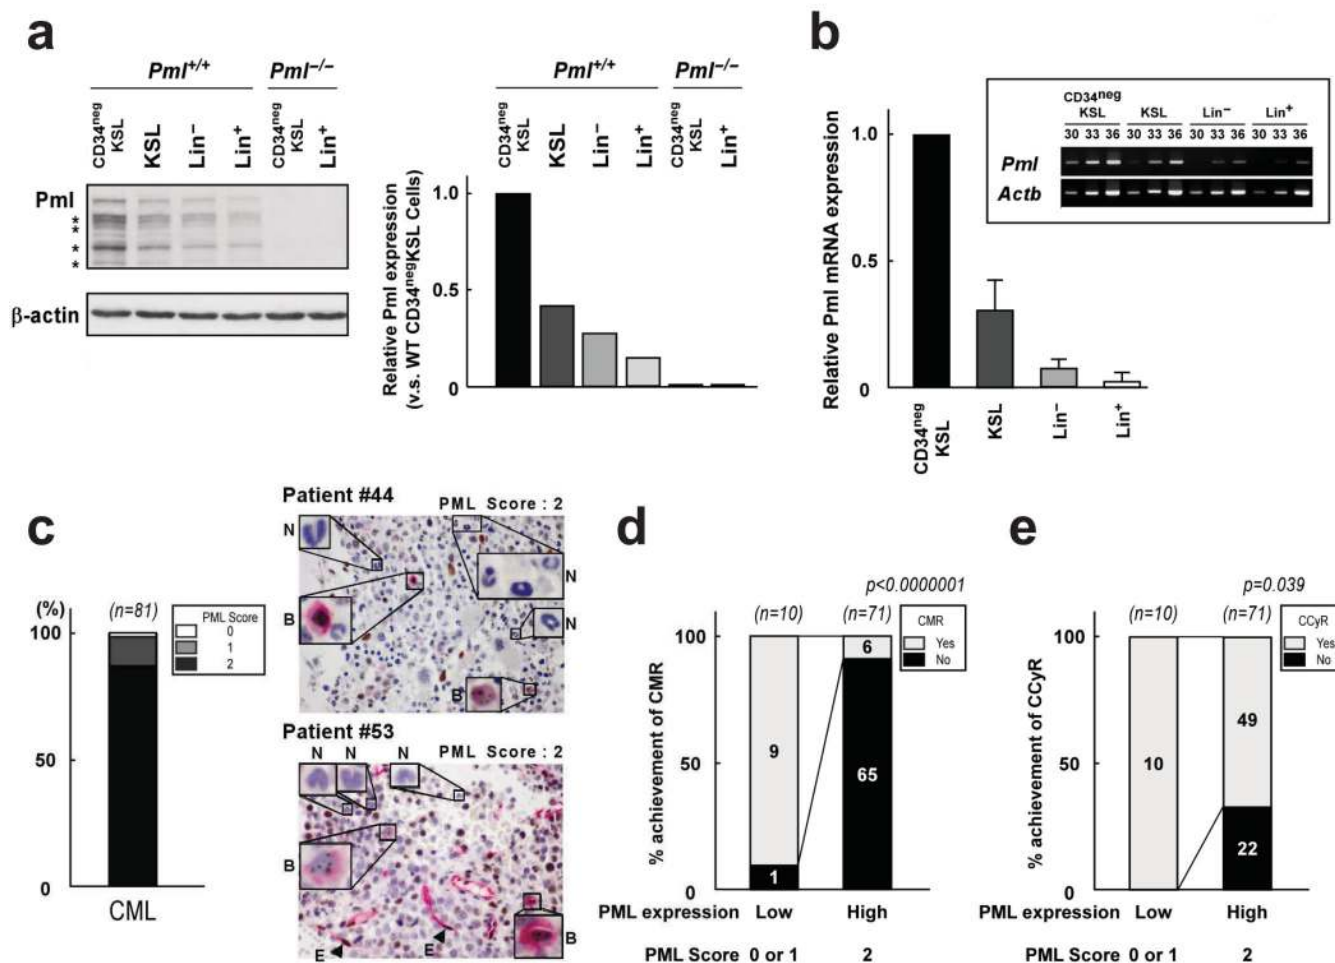 a
Pml+/+ Pml−/−
CD34neg KSL
KSL
Lin−
Lin+
CD34neg KSL
Lin+
Pml
*
*
*
*
β-actin
Pml+/+ Pml−/−
CD34neg KSL
KSL
Lin−
Lin+
CD34neg KSL
Lin+
Relative Pml expression
(v.s. WT CD34negKSL Cells)
1.0
0.5
0
b
Relative Pml mRNA expression
1.0
0.5
0
CD34neg KSL
KSL
Lin−
Lin+
CD34neg
KSL KSL Lin− Lin+
30 33 36 30 33 36 30 33 36 30 33 36
Pml
Actb
c
(%)
(n=81)
100
50
0
CML
PML Score
0
1
2
Patient #44
PML Score : 2
N
N
B
N
B
Patient #53
PML Score : 2
N N N
B
B
E
E
d
p<0.0000001
(n=10) (n=71)
CMR
Yes
No
% achievement of CMR
100
50
0
9
1
6
65
PML expression Low High
PML Score 0 or 1 2
e
p=0.039
(n=10) (n=71)
CCyR
Yes
No
% achievement of CCyR
100
50
0
10
49
22
PML expression Low High
PML Score 0 or 1 2